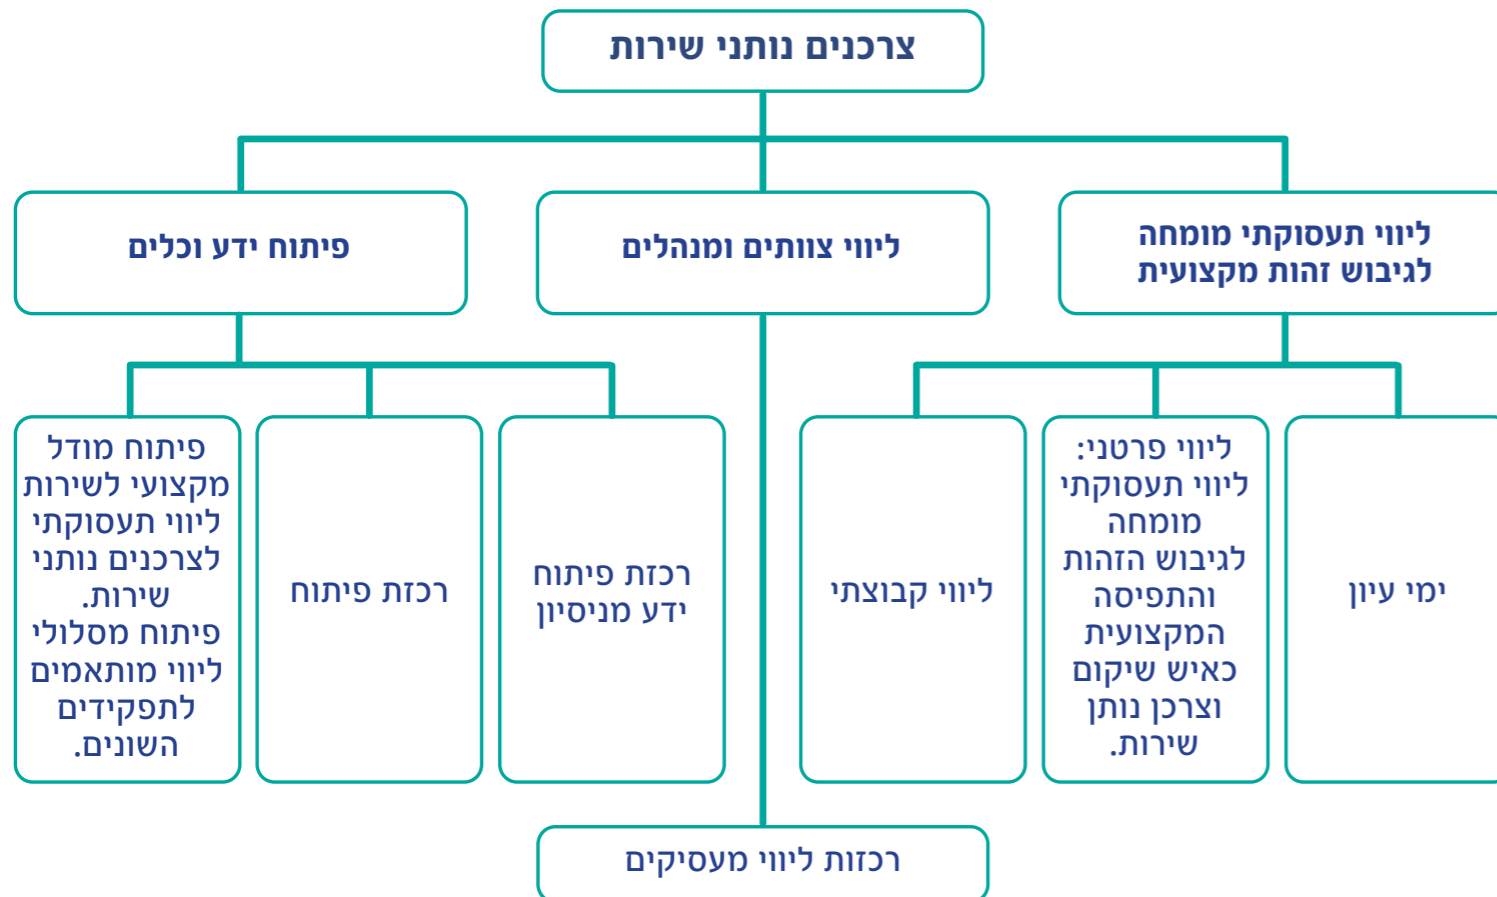 צרכנים נותני שירות
ליווי תעסוקתי מומחה
לגיבוש זהות מקצועית
ליווי צוותים ומנהלים
פיתוח ידע וכלים
ימי עיון
ליווי פרטני:
ליווי תעסוקתי
מומחה
לגיבוש הזהות
והתפיסה
המקצועית
כאיש שיקום
וצרכן נותן
שירות.
ליווי קבוצתי
רכזת פיתוח
ידע מניסיון
רכזת פיתוח
פיתוח מודל
מקצועי לשירות
ליווי תעסוקתי
לצרכנים נותני
שירות.
פיתוח מסלולי
ליווי מותאמים
לתפקידים
השונים.
רכזות ליווי מעסיקים